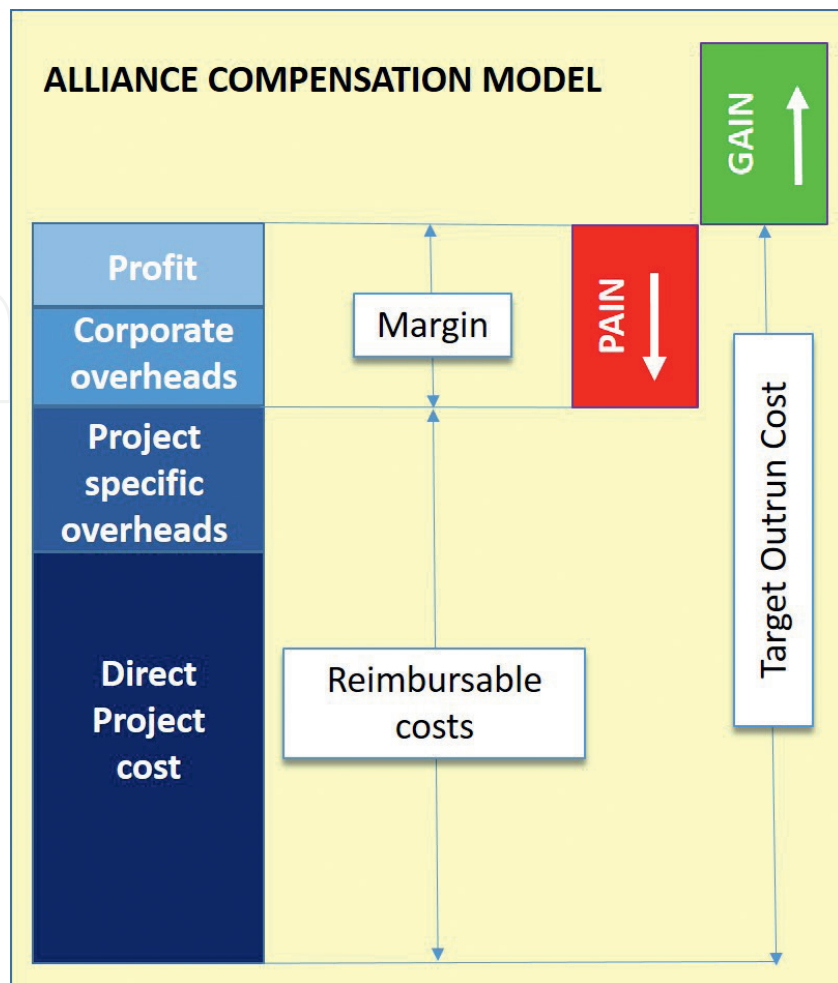 ALLIANCE COMPENSATION MODEL
GAIN
Profit
Corporate
overheads
Margin
PAIN
Project
specific
overheads
Target Outrun Cost
Direct
Project
cost
Reimbursable
costs